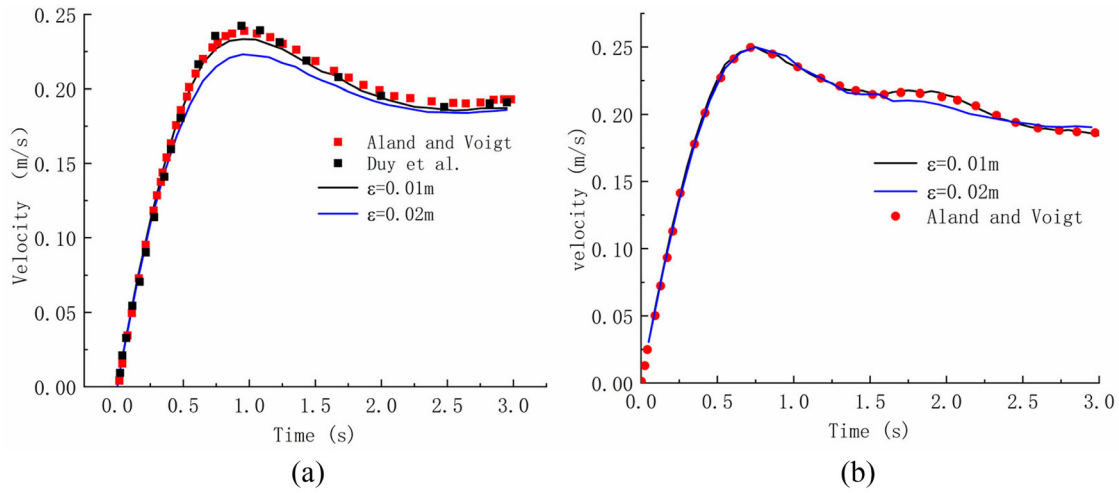 0.25
0.20
0.15
0.10
0.05
0.00
Velocity (m/s)
0.0 0.5 1.0 1.5 2.0 2.5 3.0
Time (s)
Aland and Voigt
Duy et al.
ε=0.01m
ε=0.02m
(a)
0.25
0.20
0.15
0.10
0.05
0.00
velocity (m/s)
0.0 0.5 1.0 1.5 2.0 2.5 3.0
Time (s)
ε=0.01m
ε=0.02m
Aland and Voigt
(b)